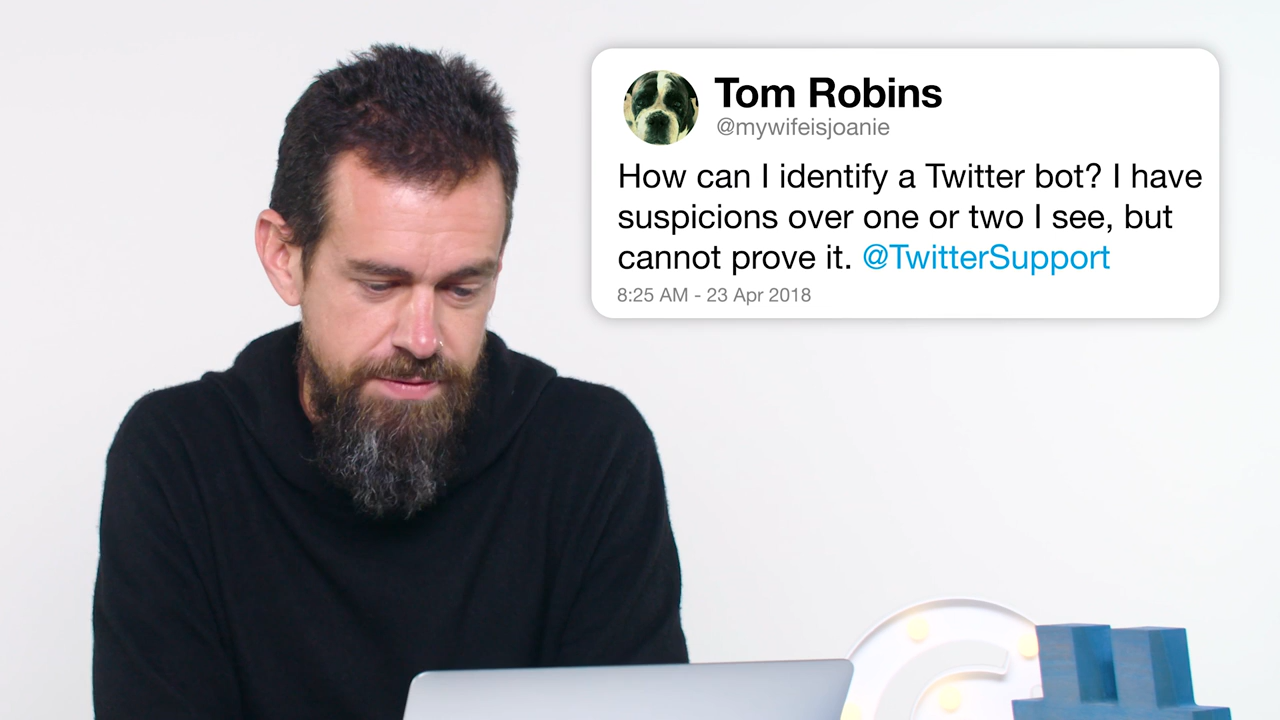 Tom Robins
@mywifeisjoanie
How can I identify a Twitter bot? I have
suspicions over one or two I see, but
cannot prove it. @TwitterSupport
8:25 AM - 23 Apr 2018